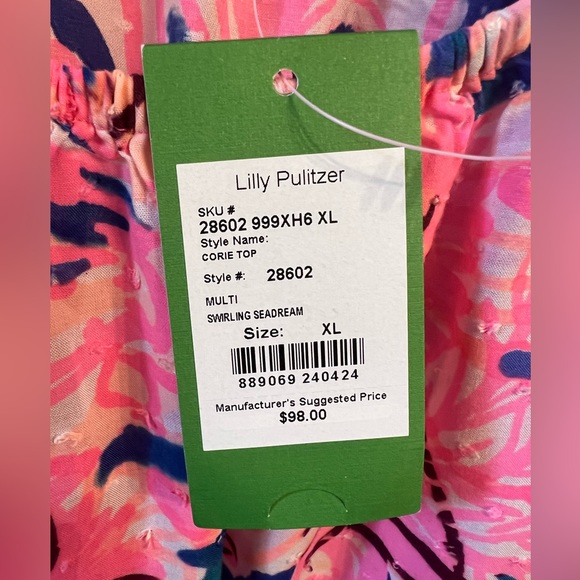 Lilly Pulitzer
SKU #
28602 999XH6 XL
Style Name:
CORIE TOP
Style #: 28602
MULTI
SWIRLING SEADREAM
Size: XL
889069 240424
Manufacturer's Suggested Price
$98.00